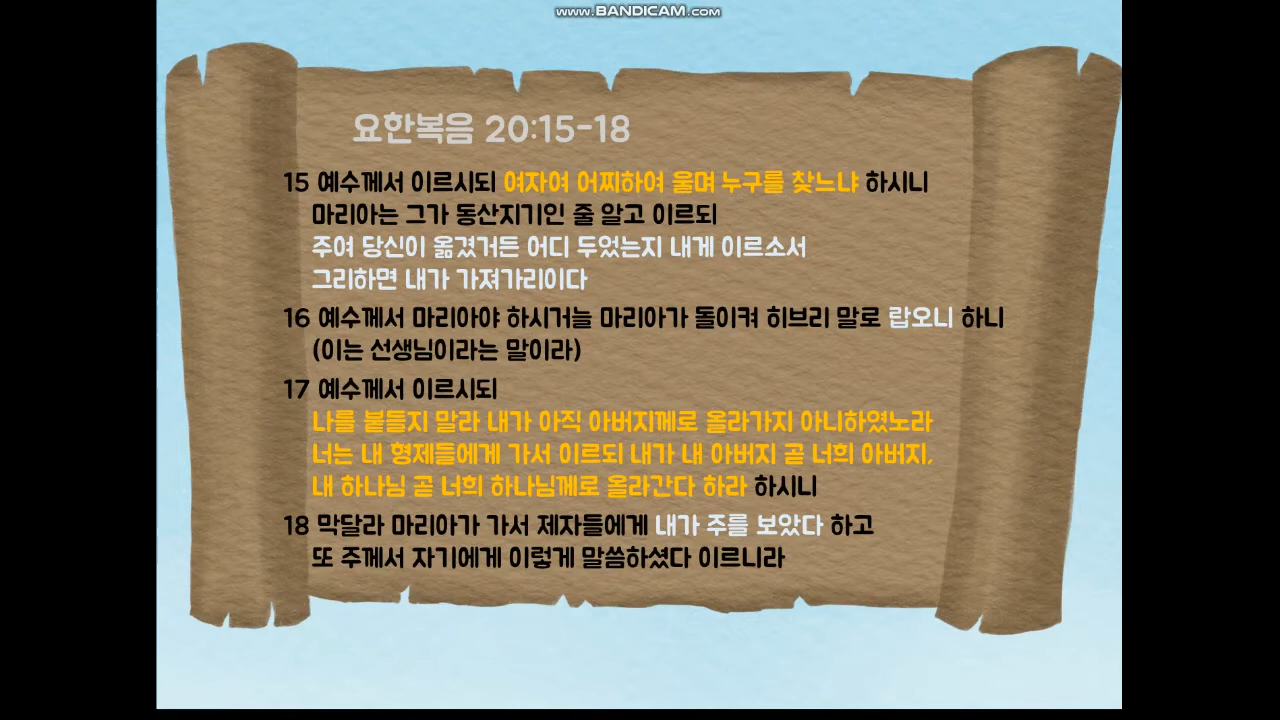 www.BANDICAM.com
요한복음 20:15-18
15 예수께서 이르시되 여자여 어찌하여 울며 누구를 찾느냐 하시니
마리아는 그가 동산지기인 줄 알고 이르되
주여 당신이 옮겼거든 어디 두었는지 내게 이르소서
그리하면 내가 가져가리이다
16 예수께서 마리아야 하시거늘 마리아가 돌이켜 히브리 말로 랍오니 하니
(이는 선생님이라는 말이라)
17 예수께서 이르시되
나를 붙들지 말라 내가 아직 아버지께로 올라가지 아니하였노라
너는 내 형제들에게 가서 이르되 내가 내 아버지 곧 너희 아버지,
내 하나님 곧 너희 하나님께로 올라간다 하라 하시니
18 막달라 마리아가 가서 제자들에게 내가 주를 보았다 하고
또 주께서 자기에게 이렇게 말씀하셨다 이르니라